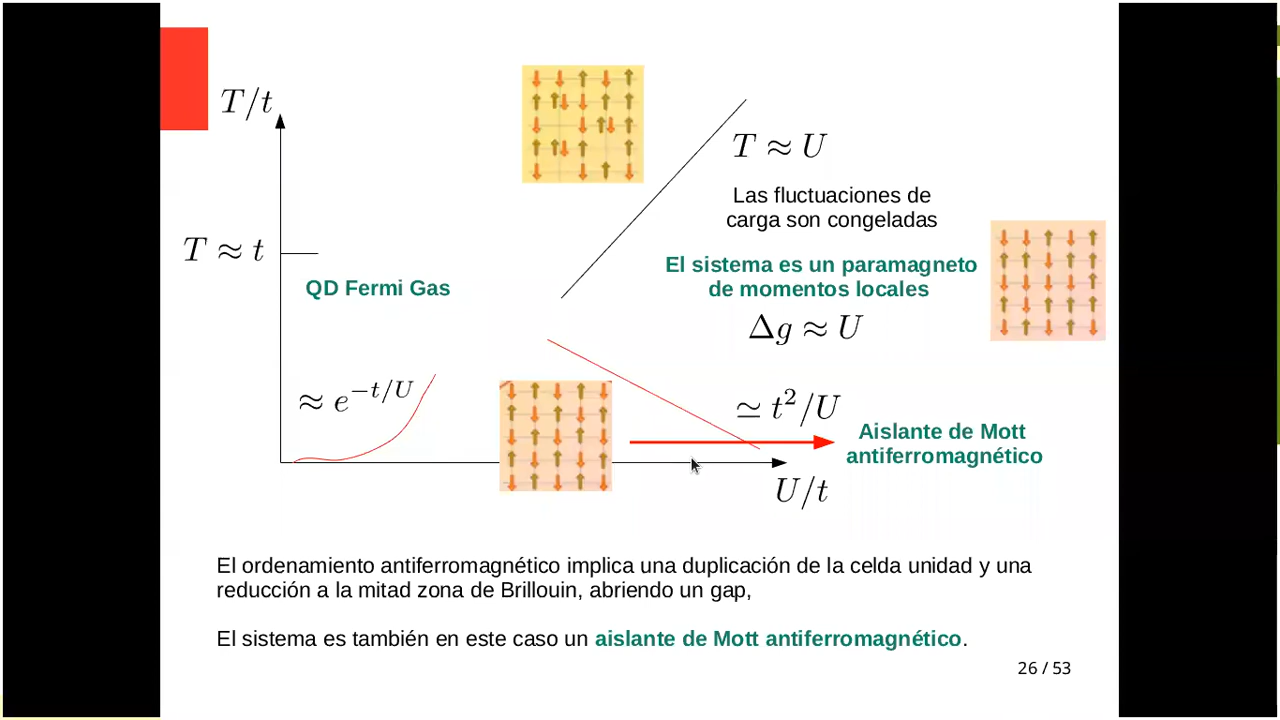 T/t
T ≈ U
Las fluctuaciones de
carga son congeladas
T ≈ t
El sistema es un paramagneto
de momentos locales
QD Fermi Gas
Δg ≈ U
≈ e^{-t/U}
≃ t²/U
Aislante de Mott
antiferromagnético
U/t
El ordenamiento antiferromagnético implica una duplicación de la celda unidad y una
reducción a la mitad zona de Brillouin, abriendo un gap,
El sistema es también en este caso un aislante de Mott antiferromagnético.
26 / 53